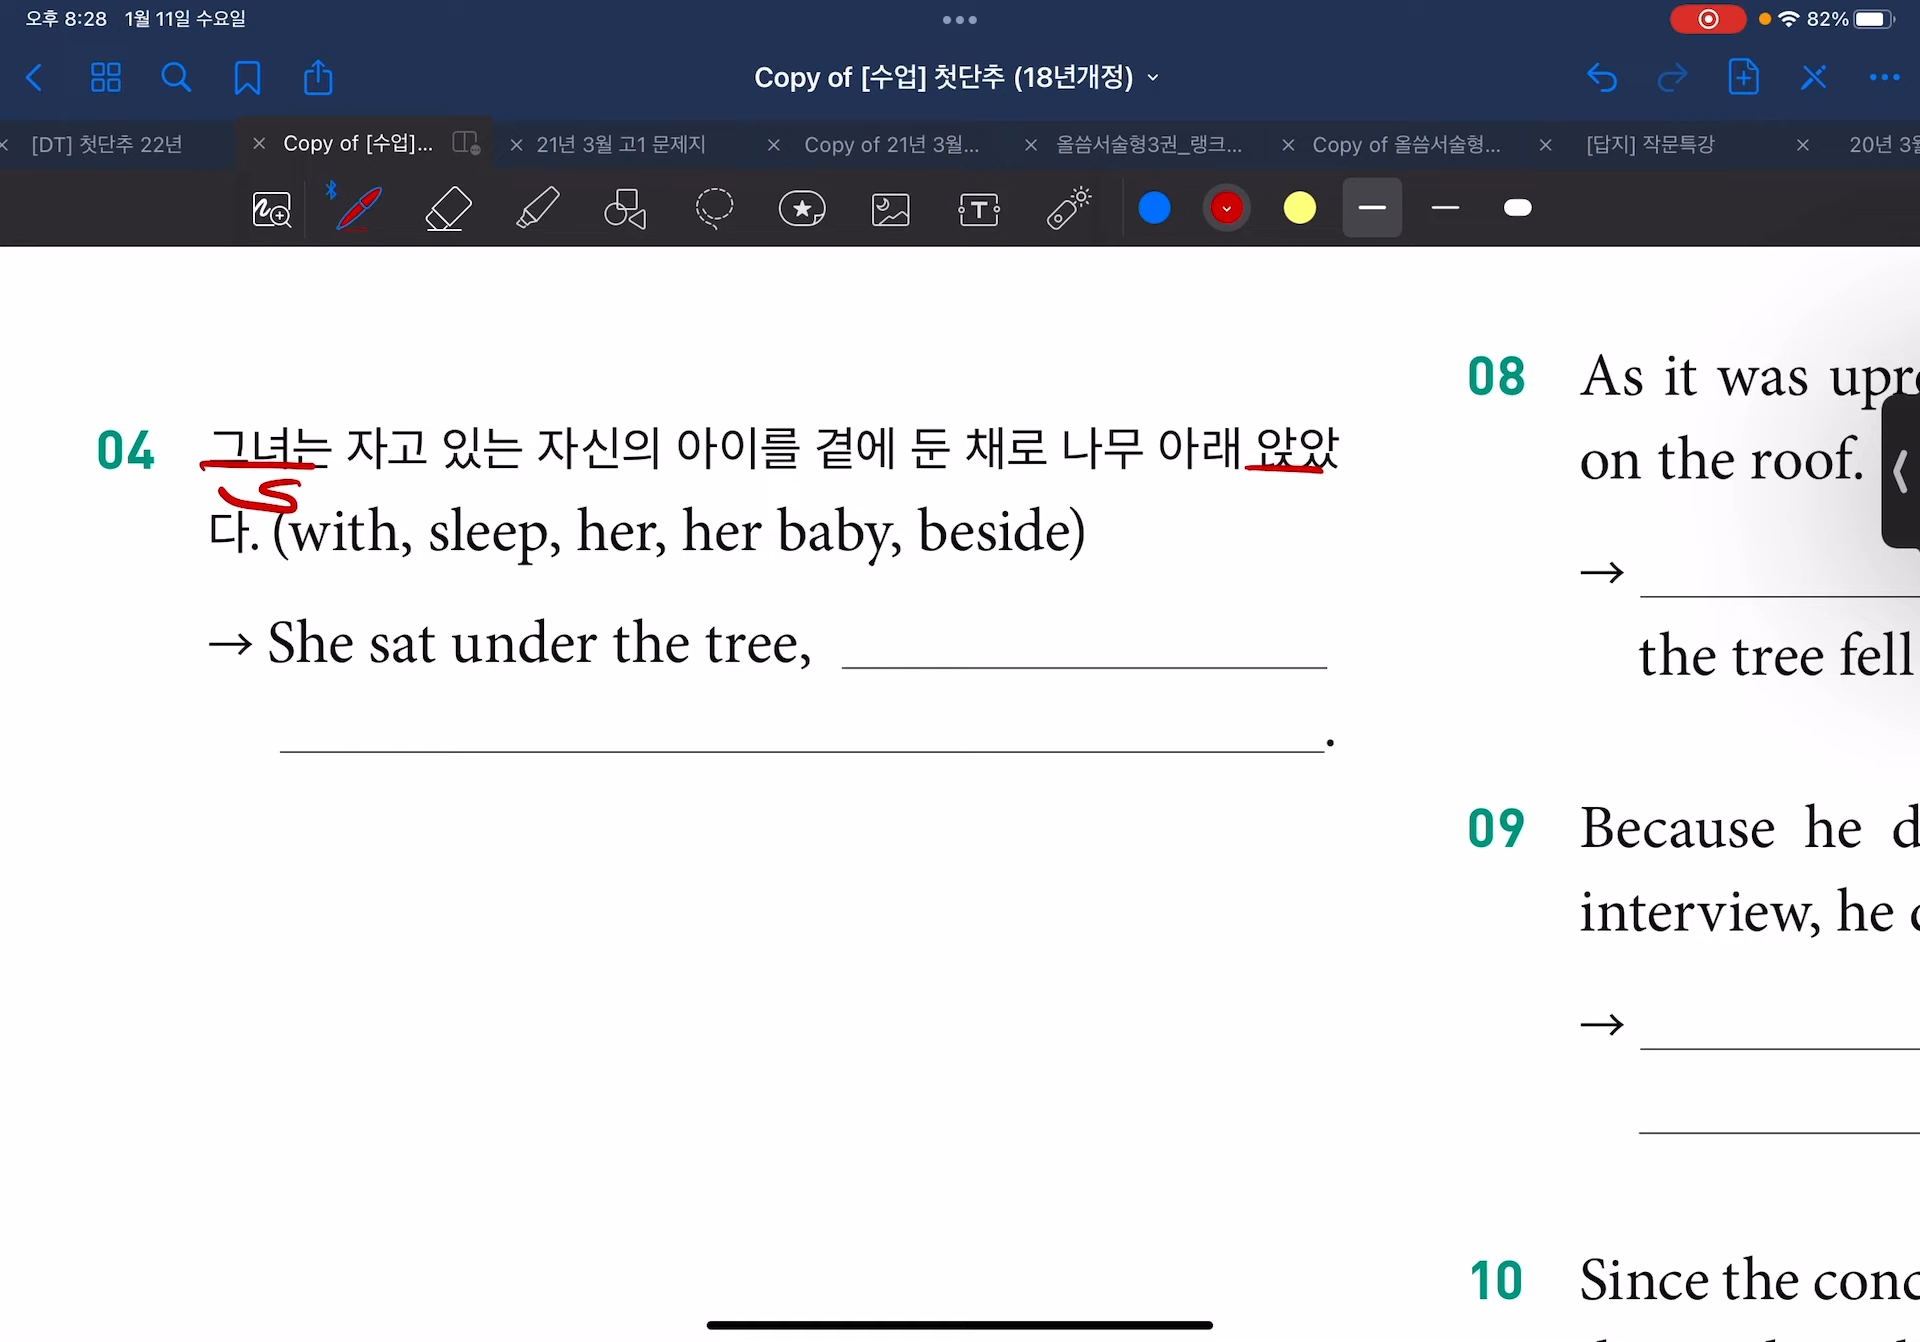 오후 8:28 1월 11일 수요일
82%
Copy of [수업] 첫단추 (18년개정)
[DT] 첫단추 22년
Copy of [수업]...
21년 3월 고1 문제지
Copy of 21년 3월...
올씀서술형3권_랭크...
Copy of 올씀서술형...
[답지] 작문특강
20년 3월
04 그녀는 자고 있는 자신의 아이를 곁에 둔 채로 나무 아래 앉았
다. (with, sleep, her, her baby, beside)
→ She sat under the tree,
.
S
08 As it was upr
on the roof.
→
the tree fell
09 Because he d
interview, he
→
10 Since the conc